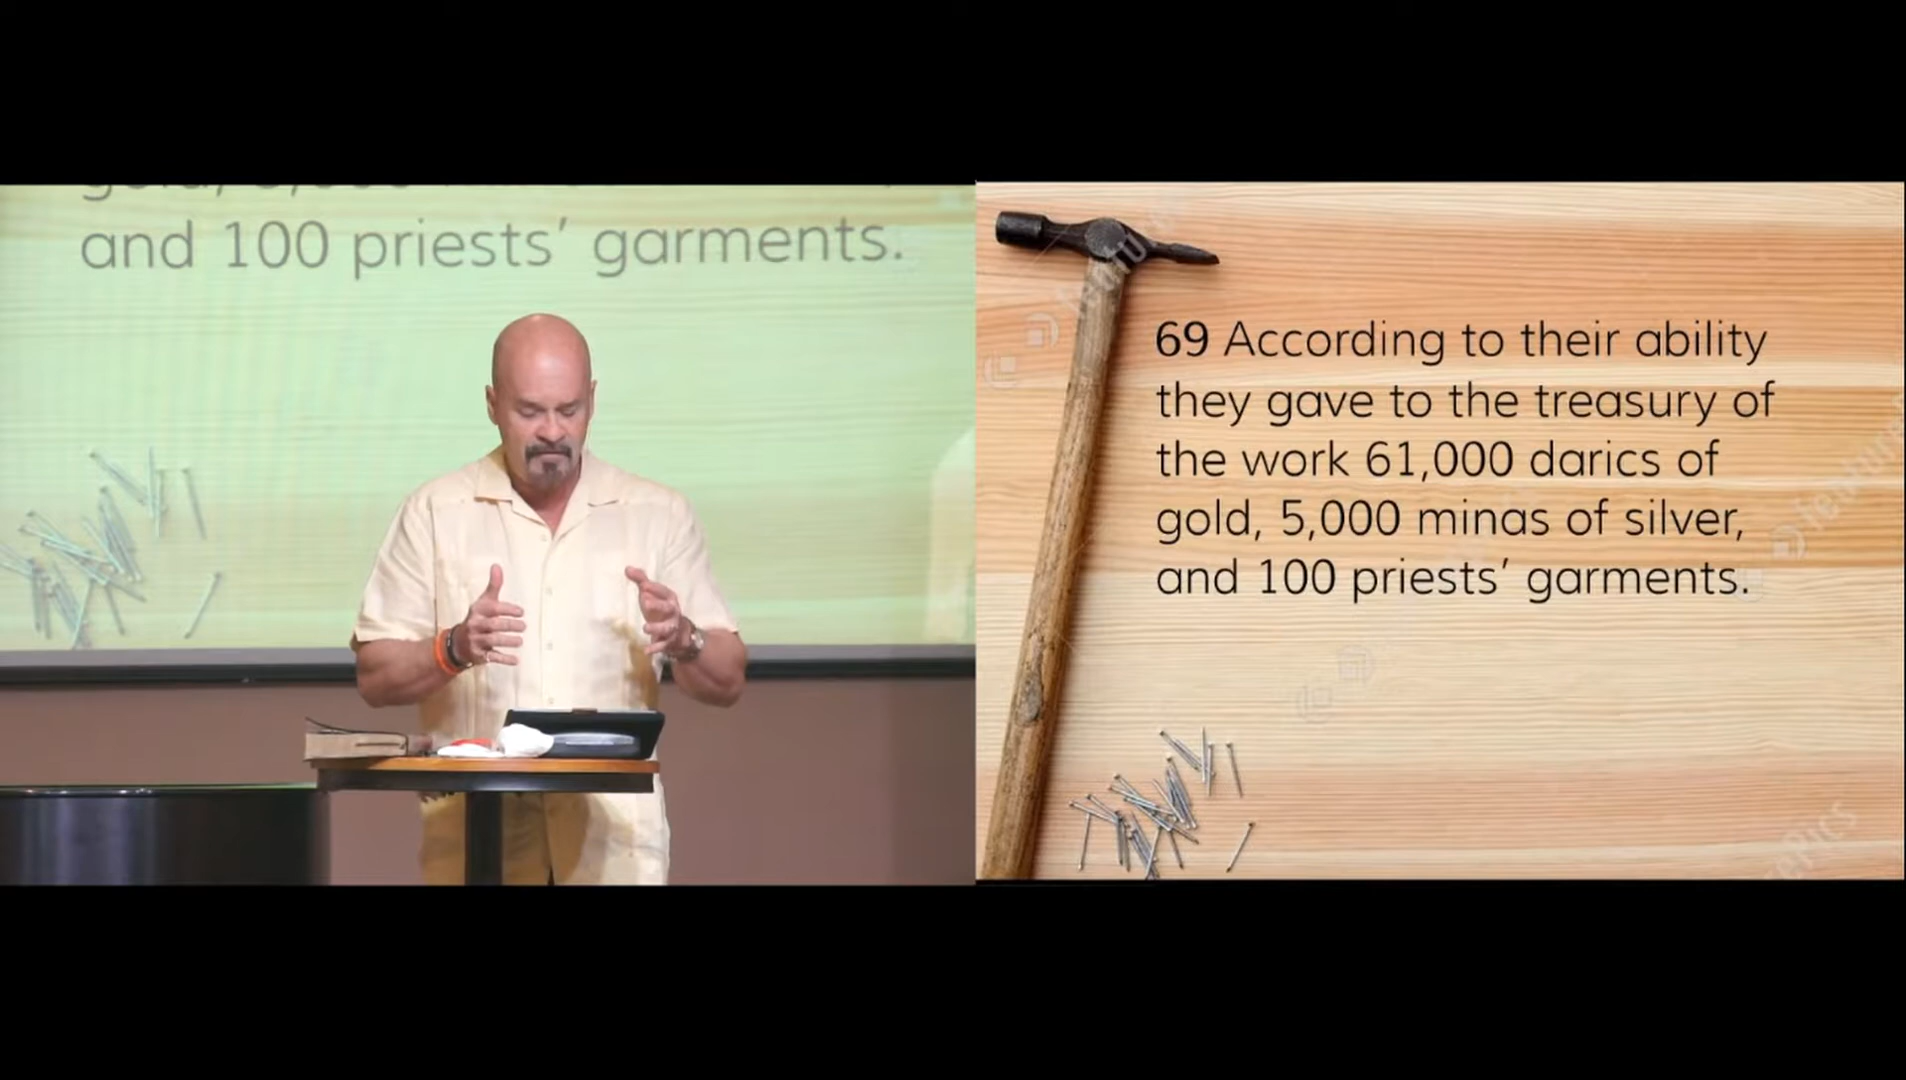 and 100 priests’ garments.
69 According to their ability
they gave to the treasury of
the work 61,000 darics of
gold, 5,000 minas of silver,
and 100 priests’ garments.